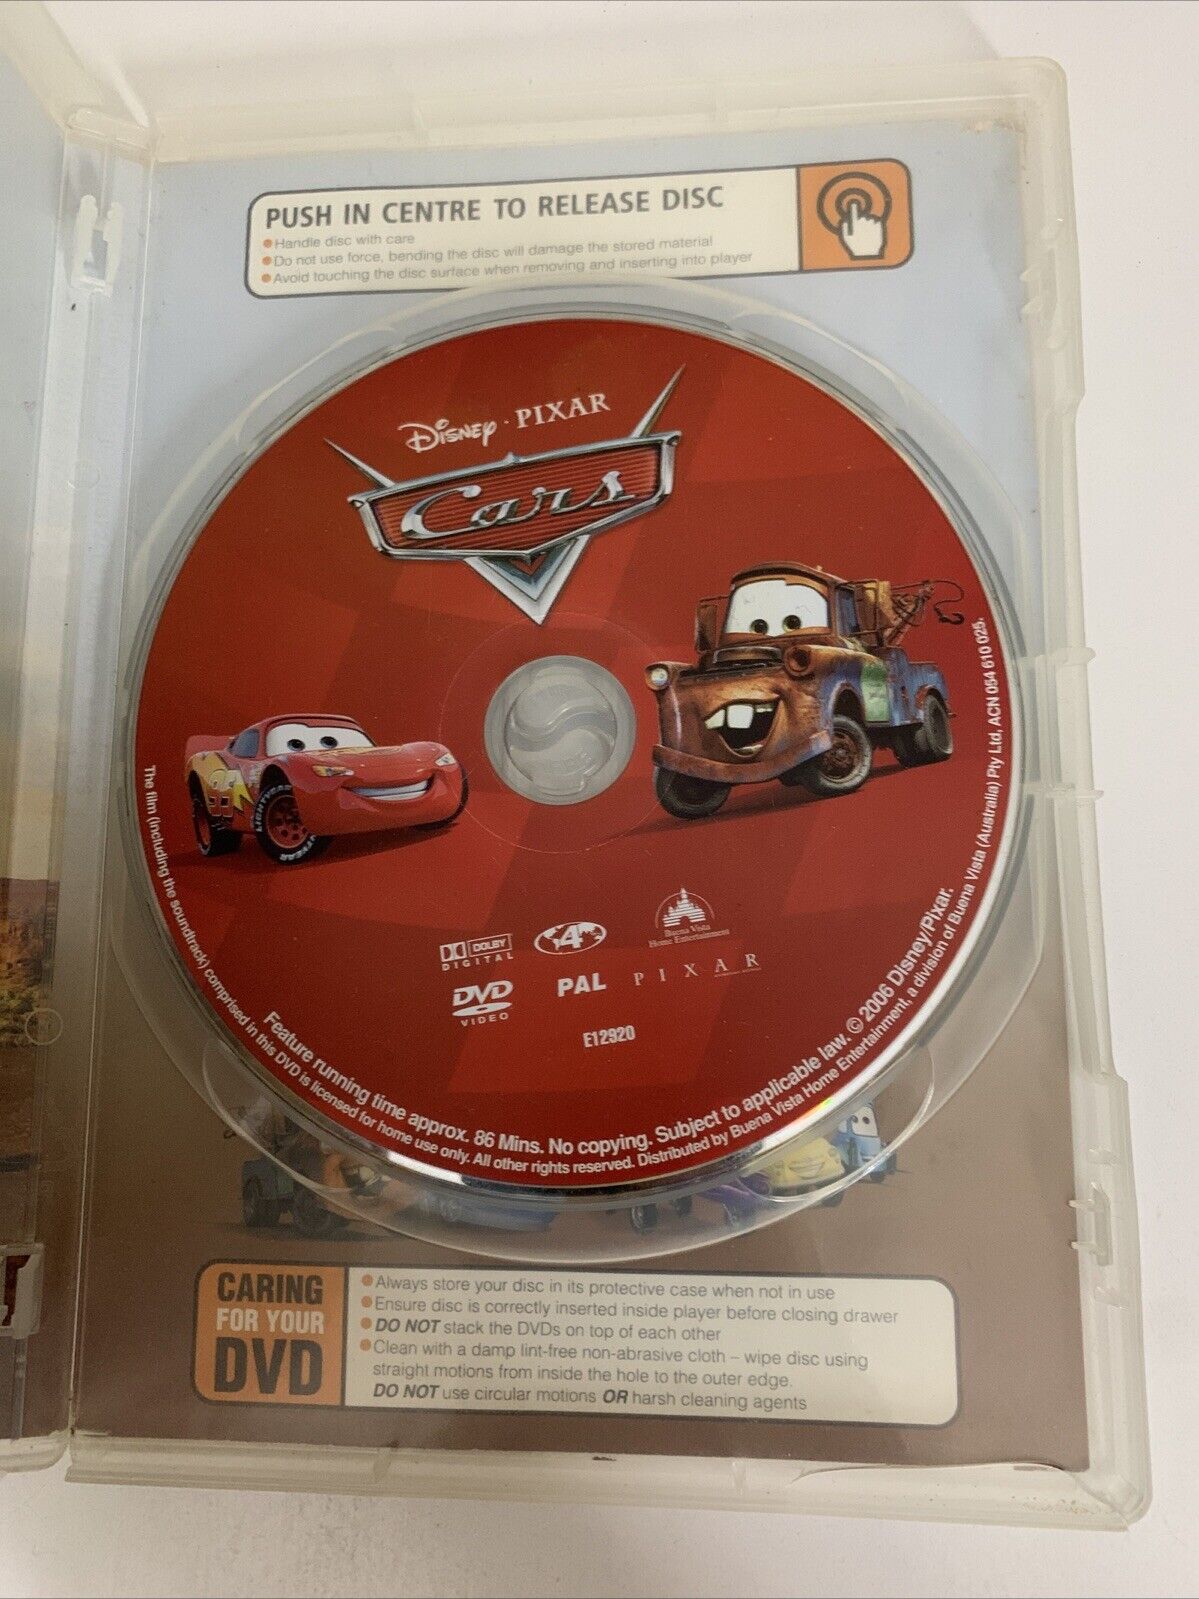 PUSH IN CENTRE TO RELEASE DISC
Handle disc with care
Do not use force, bending the disc will damage the stored material
Avoid touching the disc surface when removing and inserting into player
Disney · PIXAR
Cars
95
LIGHTYEAR
DOLBY
DIGITAL
4
Buena Vista
Home Entertainment
DVD
VIDEO
PAL
PIXAR
E12920
Feature running time approx. 86 Mins. No copying. Subject to applicable law. © 2006 Disney/Pixar.
The film (including the soundtrack) comprised in this DVD is licensed for home use only. All other rights reserved. Distributed by Buena Vista Home Entertainment, a division of Buena Vista (Australia) Pty Ltd, ACN 054 610 025.
CARING
FOR YOUR
DVD
Always store your disc in its protective case when not in use
Ensure disc is correctly inserted inside player before closing drawer
DO NOT stack the DVDs on top of each other
Clean with a damp lint-free non-abrasive cloth – wipe disc using
straight motions from inside the hole to the outer edge.
DO NOT use circular motions OR harsh cleaning agents